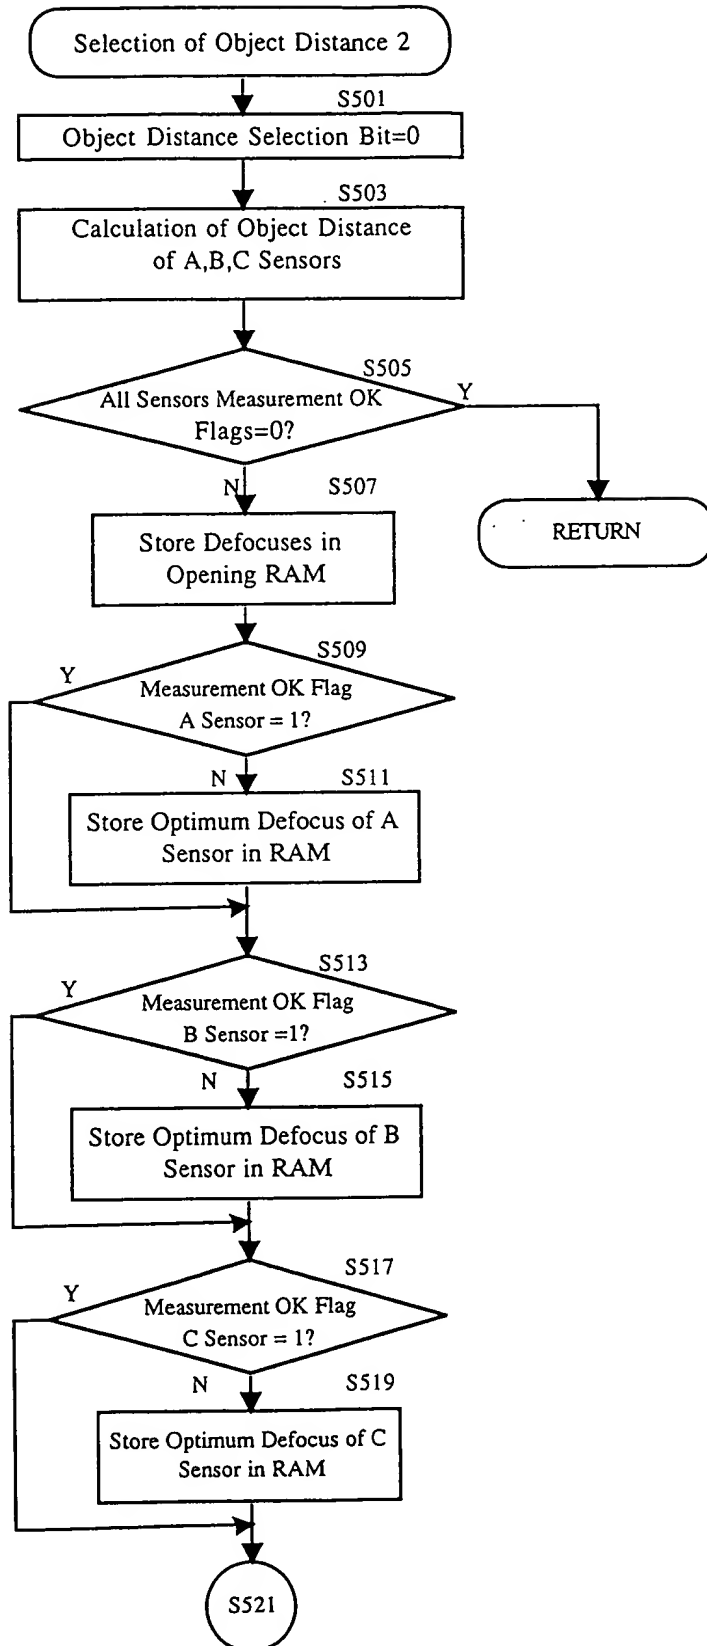 Selection of Object Distance 2
S501
Object Distance Selection Bit=0
S503
Calculation of Object Distance
of A,B,C Sensors
S505
All Sensors Measurement OK
Flags=0?
Y
N
S507
RETURN
Store Defocuses in
Opening RAM
S509
Y
Measurement OK Flag
A Sensor = 1?
N
S511
Store Optimum Defocus of A
Sensor in RAM
S513
Y
Measurement OK Flag
B Sensor =1?
N
S515
Store Optimum Defocus of B
Sensor in RAM
S517
Y
Measurement OK Flag
C Sensor = 1?
N
S519
Store Optimum Defocus of C
Sensor in RAM
S521